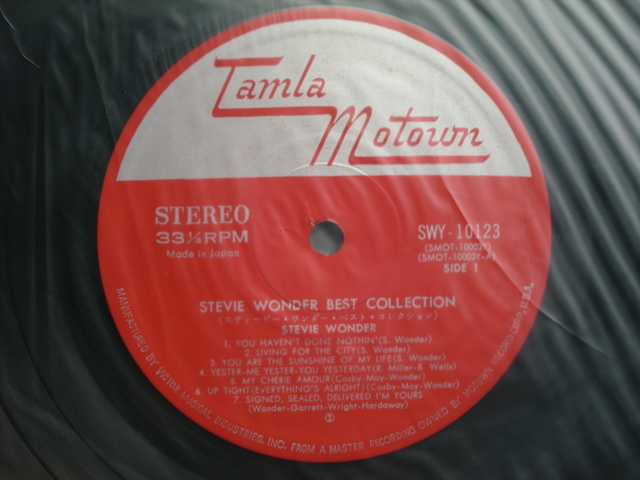 Tamla
Motown
STEREO
33⅓RPM
Made in Japan
SWY-10123
(SMOT-10003Y)
(SMOT-10003Y-A)
SIDE 1
STEVIE WONDER BEST COLLECTION
(スティービー・ワンダー・ベスト・コレクション)
STEVIE WONDER
1. YOU HAVEN'T DONE NOTHIN'(S. Wonder)
2. LIVING FOR THE CITY(S. Wonder)
3. YOU ARE THE SUNSHINE OF MY LIFE(S. Wonder)
4. YESTER-ME YESTER-YOU YESTERDAY(R. Miller-B. Wells)
5. MY CHERIE AMOUR(Cosby-Moy-Wonder)
6. UP TIGHT(EVERYTHING'S ALRIGHT)(Cosby-Moy-Wonder)
7. SIGNED, SEALED, DELIVERED I'M YOURS
(Wonder-Garrett-Wright-Hardaway)
MANUFACTURED BY VICTOR MUSICAL INDUSTRIES, INC. FROM A MASTER RECORDING OWNED BY MOTOWN RECORD CORP., U.S.A.